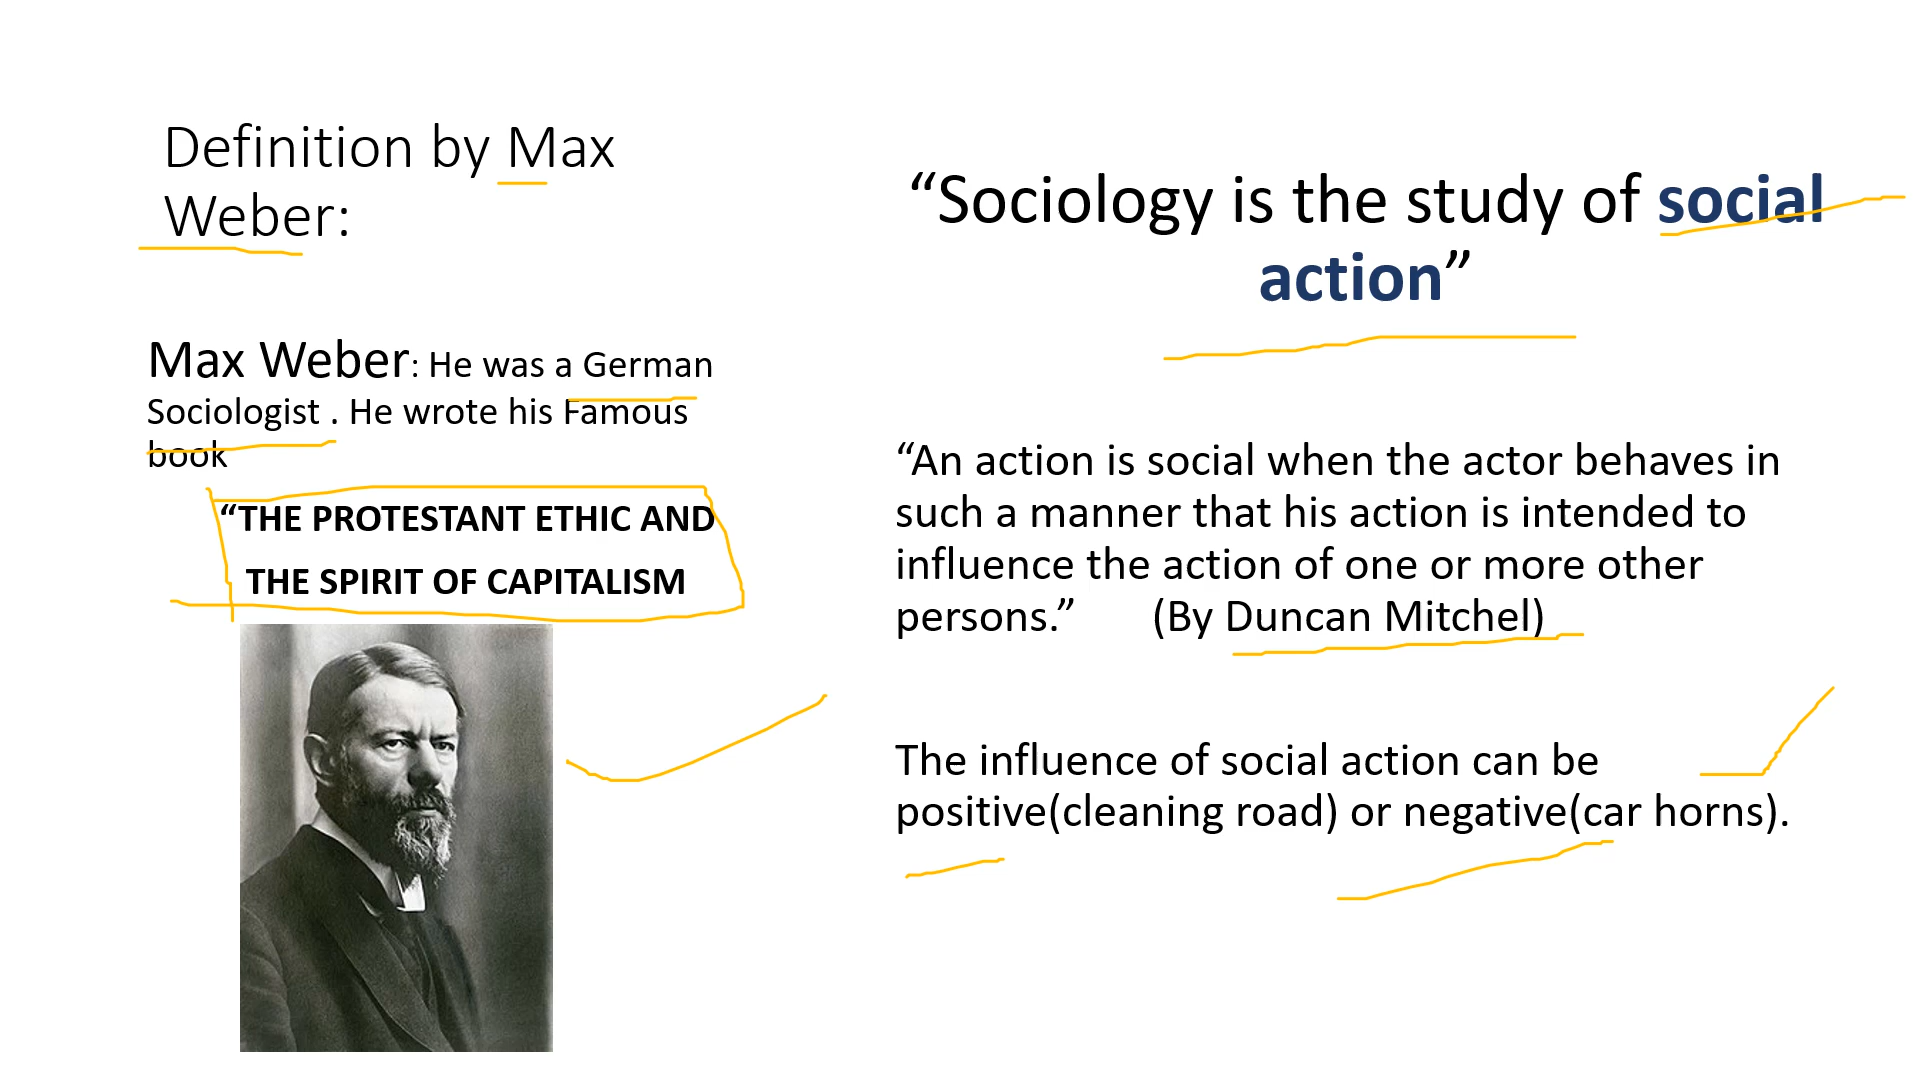 Definition by Max
Weber:
Max Weber: He was a German
Sociologist . He wrote his Famous
book
“THE PROTESTANT ETHIC AND
THE SPIRIT OF CAPITALISM
“Sociology is the study of social
action”
“An action is social when the actor behaves in
such a manner that his action is intended to
influence the action of one or more other
persons.” (By Duncan Mitchel)
The influence of social action can be
positive(cleaning road) or negative(car horns).